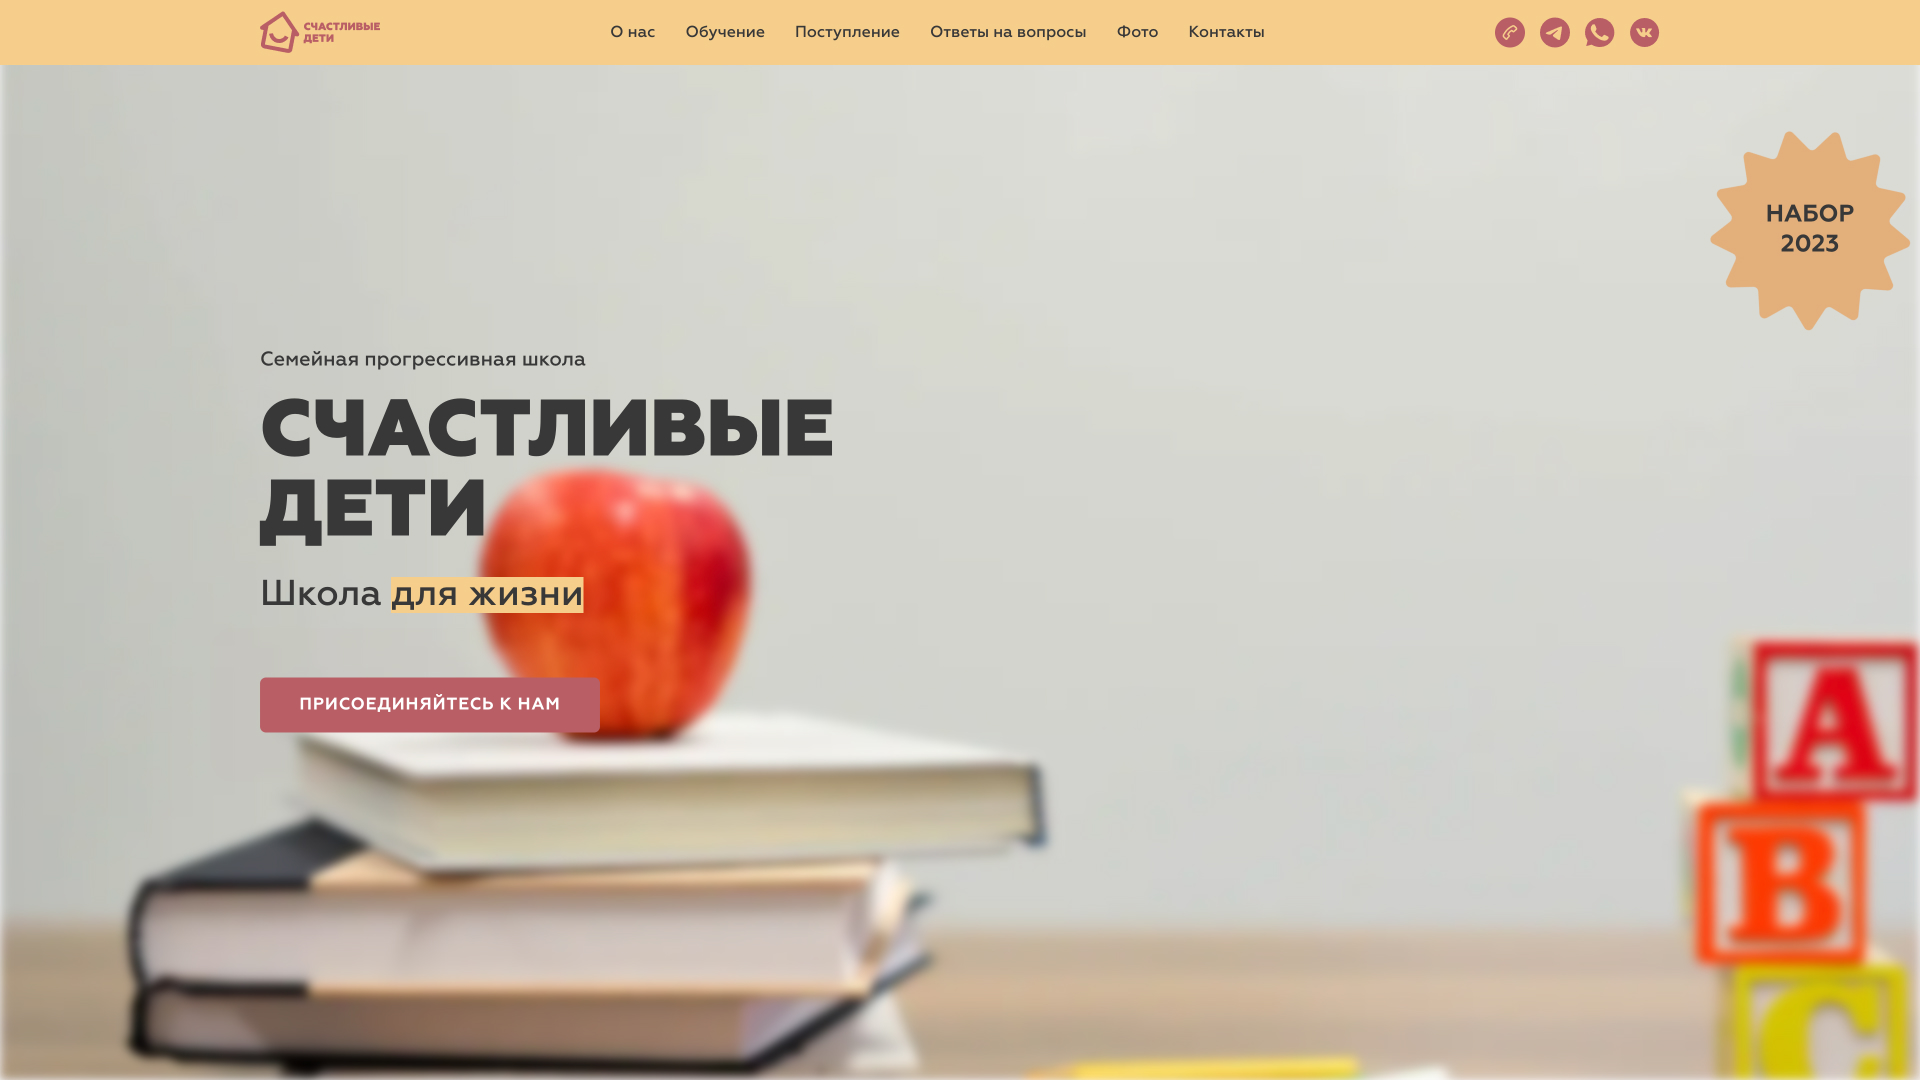 СЧАСТЛИВЫЕ
ДЕТИ
О нас
Обучение
Поступление
Ответы на вопросы
Фото
Контакты
НАБОР
2023
Семейная прогрессивная школа
СЧАСТЛИВЫЕ
ДЕТИ
Школа для жизни
ПРИСОЕДИНЯЙТЕСЬ К НАМ
A
B
C